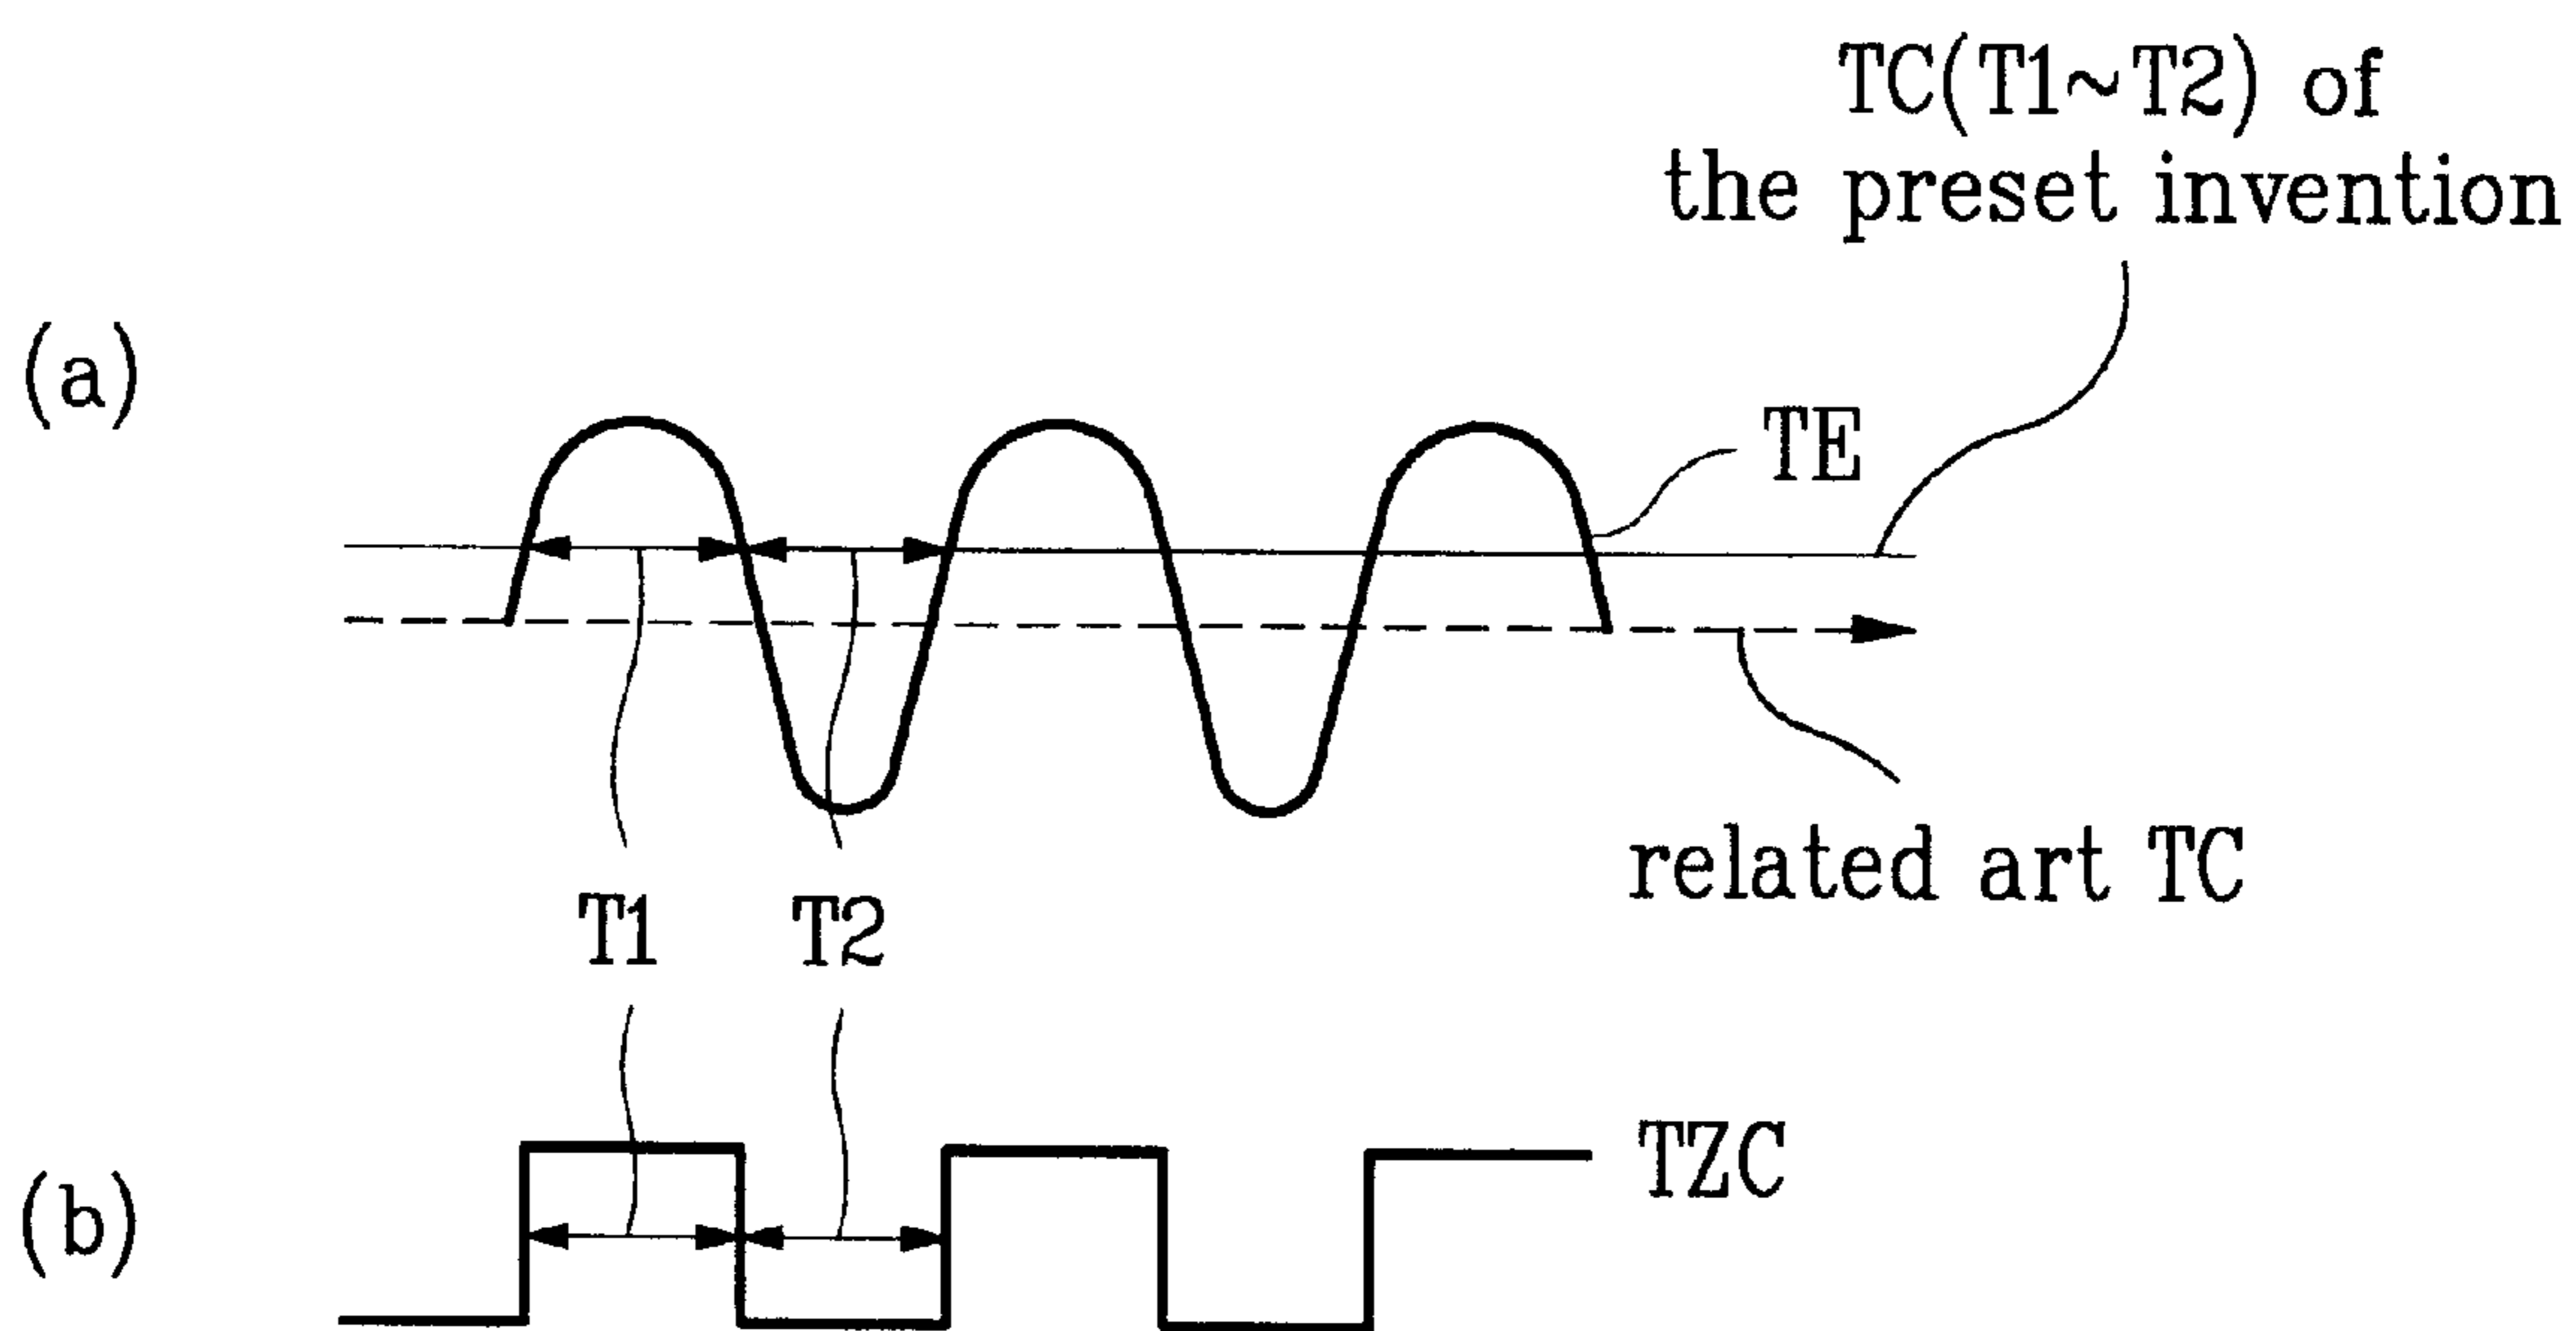 TC(T1~T2) of
the preset invention
(a)
TE
related art TC
T1 T2
TZC
(b)